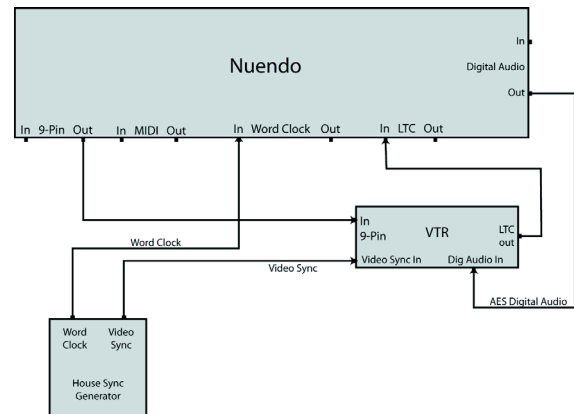 Nuendo
In
Digital Audio
Out
In 9-Pin Out In MIDI Out In Word Clock Out In LTC Out
In
9-Pin
VTR
LTC
out
Video Sync In Dig Audio In
Word Clock
Video Sync
AES Digital Audio
Word
Clock
Video
Sync
House Sync
Generator